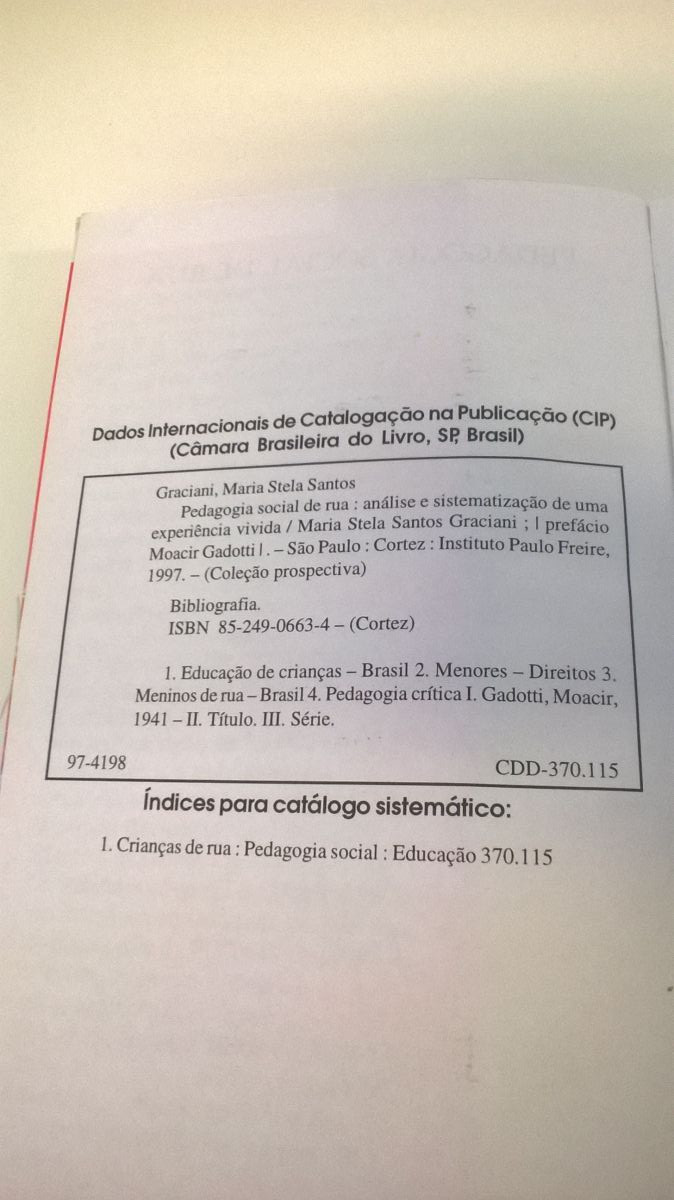 Dados Internacionais de Catalogação na Publicação (CIP)
(Câmara Brasileira do Livro, SP, Brasil)
Graciani, Maria Stela Santos
Pedagogia social de rua : análise e sistematização de uma
experiência vivida / Maria Stela Santos Graciani ; | prefácio
Moacir Gadotti | . – São Paulo : Cortez : Instituto Paulo Freire,
1997. – (Coleção prospectiva)
Bibliografia.
ISBN 85-249-0663-4 – (Cortez)
1. Educação de crianças – Brasil 2. Menores – Direitos 3.
Meninos de rua – Brasil 4. Pedagogia crítica I. Gadotti, Moacir,
1941 – II. Título. III. Série.
97-4198 CDD-370.115
Índices para catálogo sistemático:
1. Crianças de rua : Pedagogia social : Educação 370.115